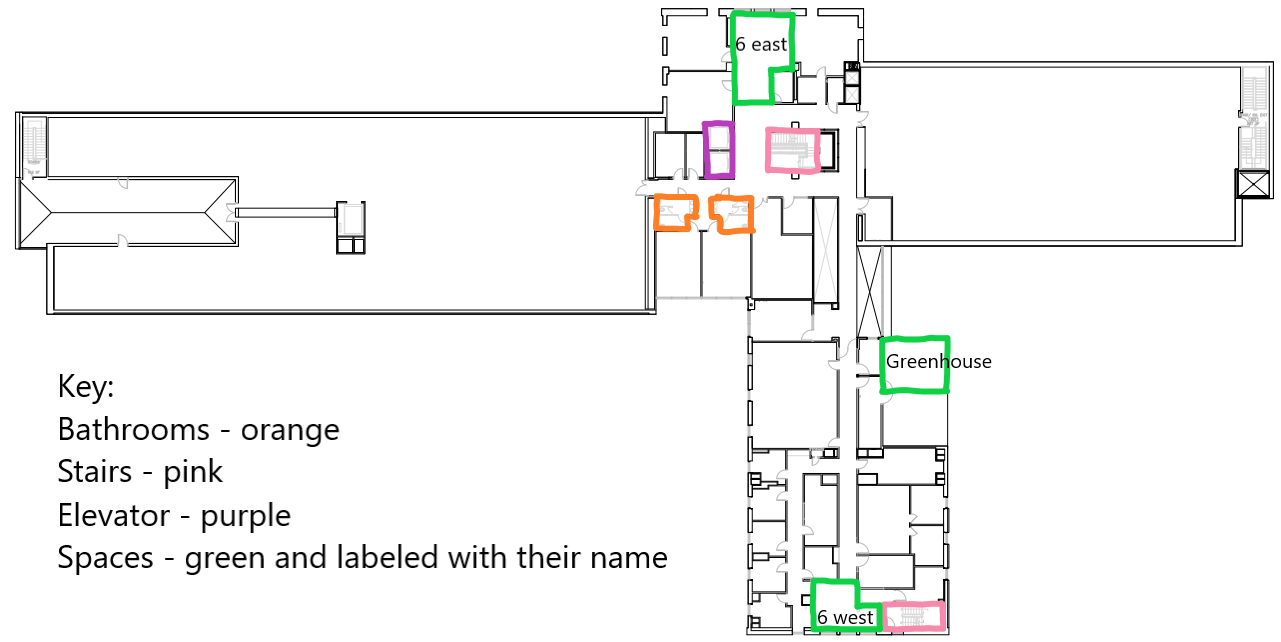 6 east
Greenhouse
Key:
Bathrooms - orange
Stairs - pink
Elevator - purple
Spaces - green and labeled with their name
6 west